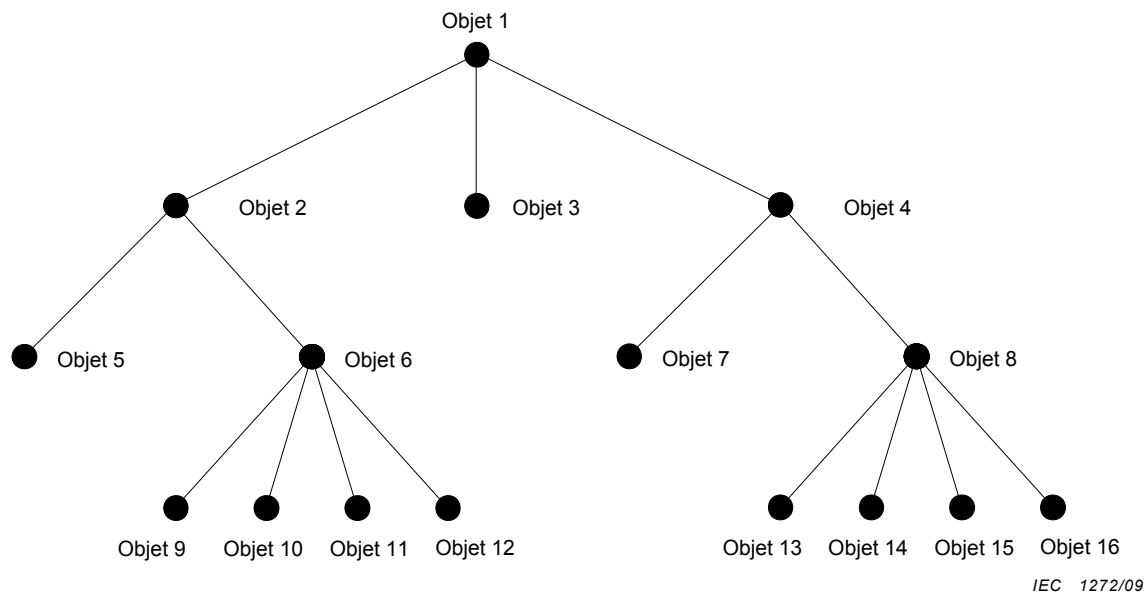 Objet 1
Objet 2
Objet 3
Objet 4
Objet 5
Objet 6
Objet 7
Objet 8
Objet 9
Objet 10
Objet 11
Objet 12
Objet 13
Objet 14
Objet 15
Objet 16
IEC 1272/09